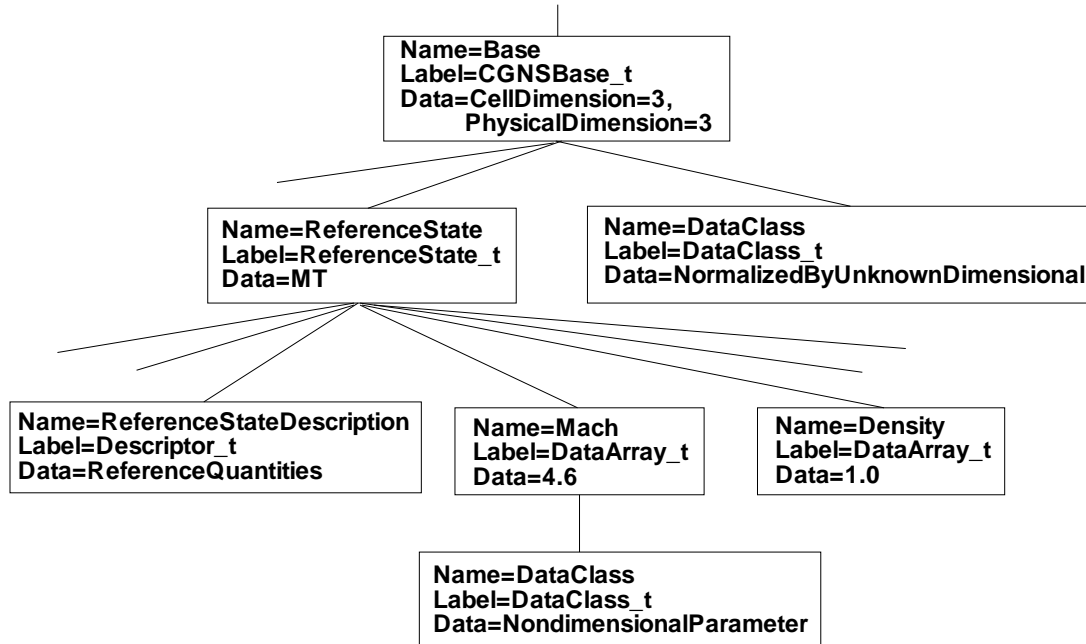 Name=Base
Label=CGNSBase_t
Data=CellDimension=3,
PhysicalDimension=3
Name=ReferenceState
Label=ReferenceState_t
Data=MT
Name=DataClass
Label=DataClass_t
Data=NormalizedByUnknownDimensional
Name=ReferenceStateDescription
Label=Descriptor_t
Data=ReferenceQuantities
Name=Mach
Label=DataArray_t
Data=4.6
Name=Density
Label=DataArray_t
Data=1.0
Name=DataClass
Label=DataClass_t
Data=NondimensionalParameter